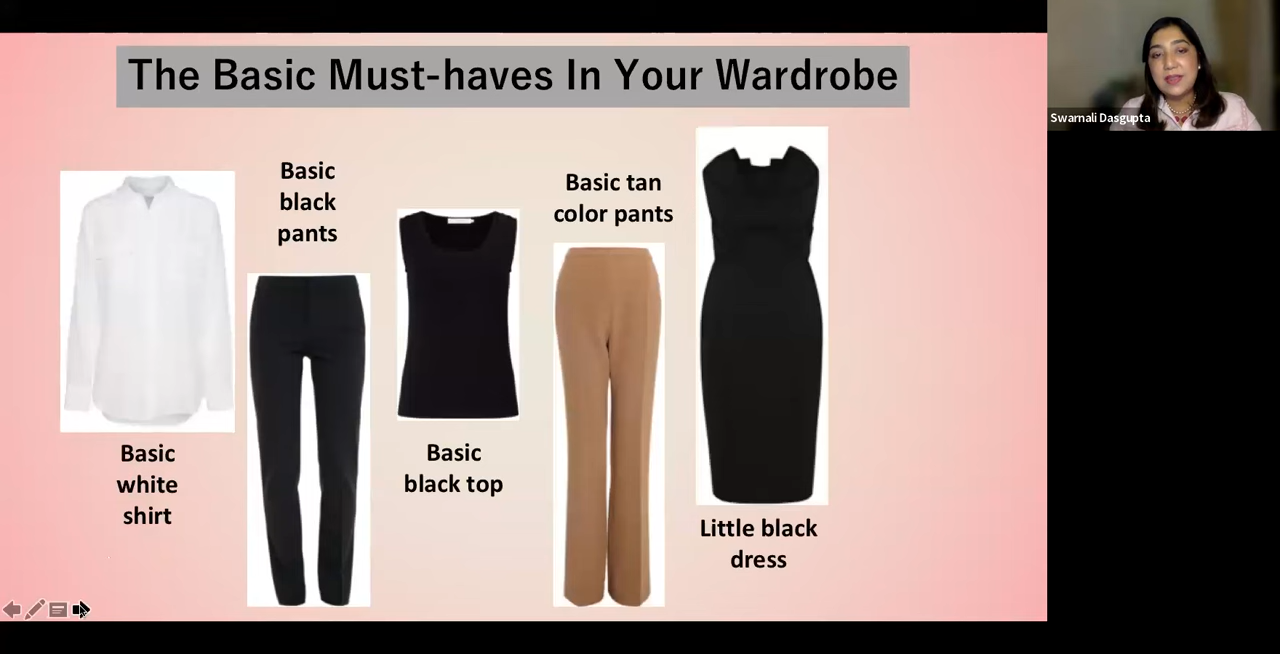 The Basic Must-haves In Your Wardrobe
Swarnali Dasgupta
Basic
white
shirt
Basic
black
pants
Basic
black top
Basic tan
color pants
Little black
dress